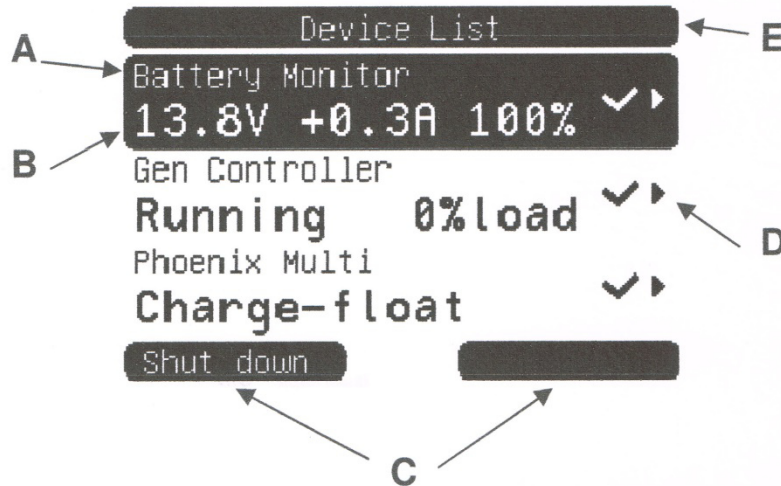 Device List
E
A
Battery Monitor
13.8V +0.3A 100%
B
Gen Controller
Running 0%load
D
Phoenix Multi
Charge-float
Shut down
C